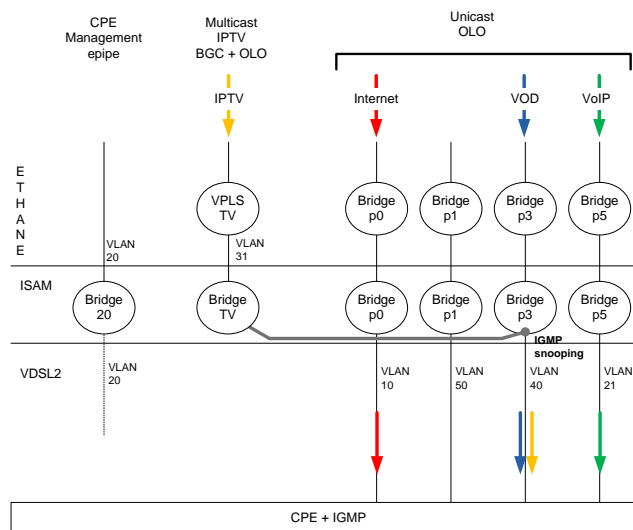 CPE
Management
epipe
Multicast
IPTV
BGC + OLO
Unicast
OLO
IPTV
Internet
VOD
VoIP
E
T
H
A
N
E
VPLS
TV
Bridge
p0
Bridge
p1
Bridge
p3
Bridge
p5
VLAN
20
VLAN
31
ISAM
Bridge
20
Bridge
TV
Bridge
p0
Bridge
p1
Bridge
p3
Bridge
p5
IGMP
snooping
VDSL2
VLAN
20
VLAN
10
VLAN
50
VLAN
40
VLAN
21
CPE + IGMP